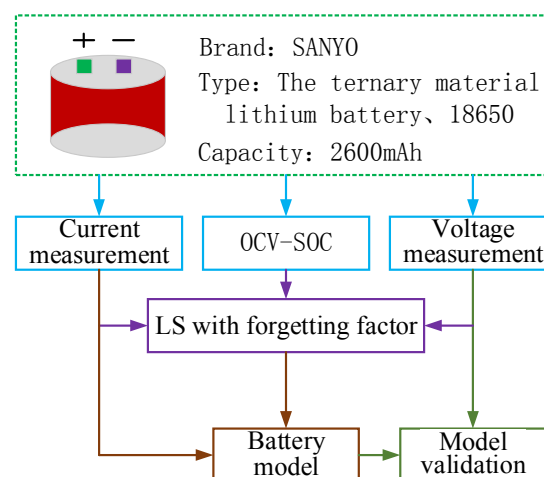 + −
Brand: SANYO
Type: The ternary material
lithium battery、18650
Capacity: 2600mAh
Current
measurement
OCV-SOC
Voltage
measurement
LS with forgetting factor
Battery
model
Model
validation